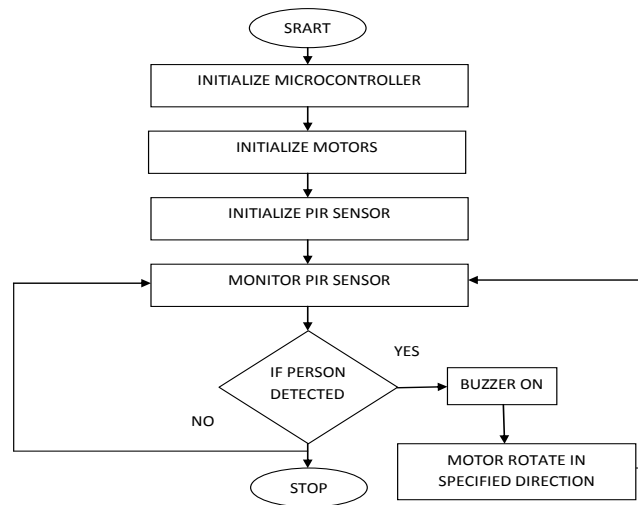 SRART
INITIALIZE MICROCONTROLLER
INITIALIZE MOTORS
INITIALIZE PIR SENSOR
MONITOR PIR SENSOR
IF PERSON
DETECTED
YES
BUZZER ON
NO
MOTOR ROTATE IN
SPECIFIED DIRECTION
STOP